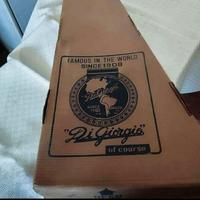 FAMOUS IN THE WORLD
SINCE 1908
"Di Giorgio"
of course